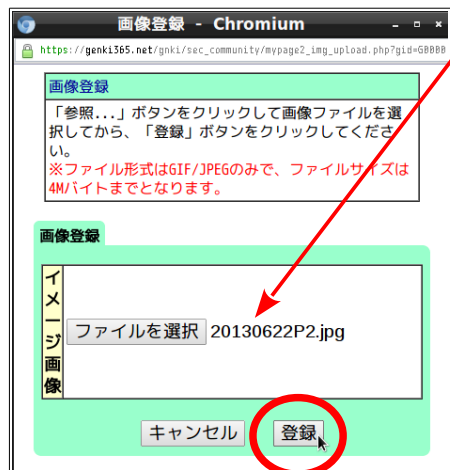 画像登録 - Chromium
https://genki365.net/gnki/sec_community/mypage2_img_upload.php?gid=G0000
画像登録
「参照...」ボタンをクリックして画像ファイルを選
択してから、「登録」ボタンをクリックしてくださ
い。
※ファイル形式はGIF/JPEGのみで、ファイルサイズは
4Mバイトまでとなります。
画像登録
イメージ画像
ファイルを選択 20130622P2.jpg
キャンセル 登録